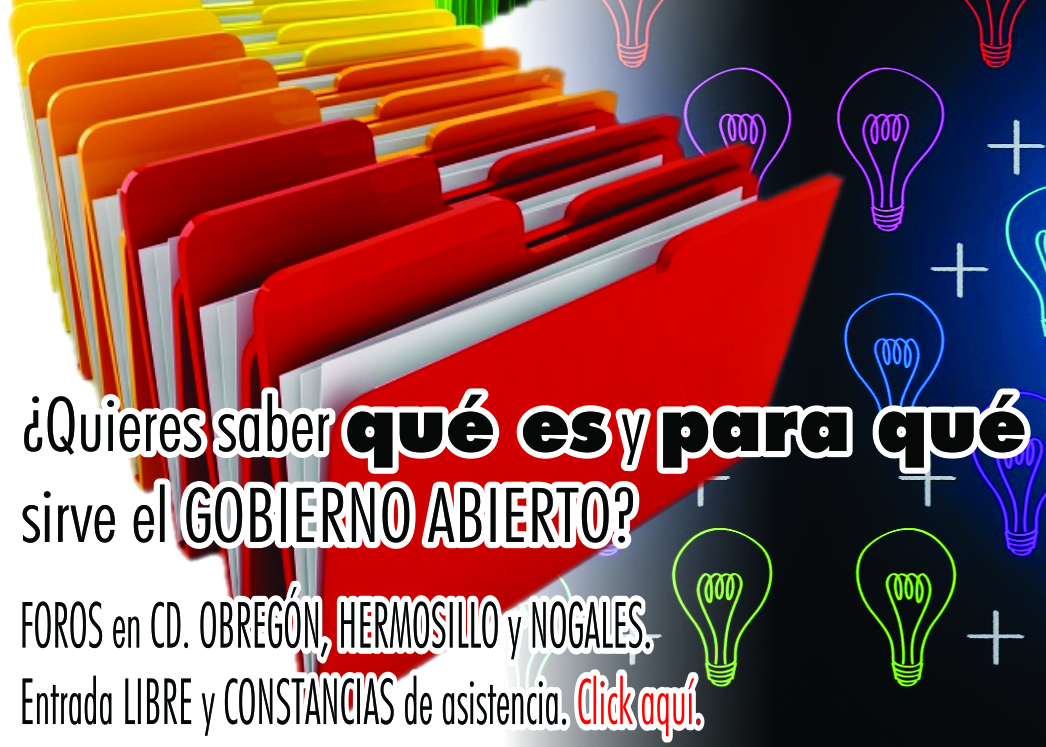 ¿Quieres saber qué es y para qué
sirve el GOBIERNO ABIERTO?
FOROS en CD. OBREGÓN, HERMOSILLO y NOGALES.
Entrada LIBRE y CONSTANCIAS de asistencia. Click aquí.